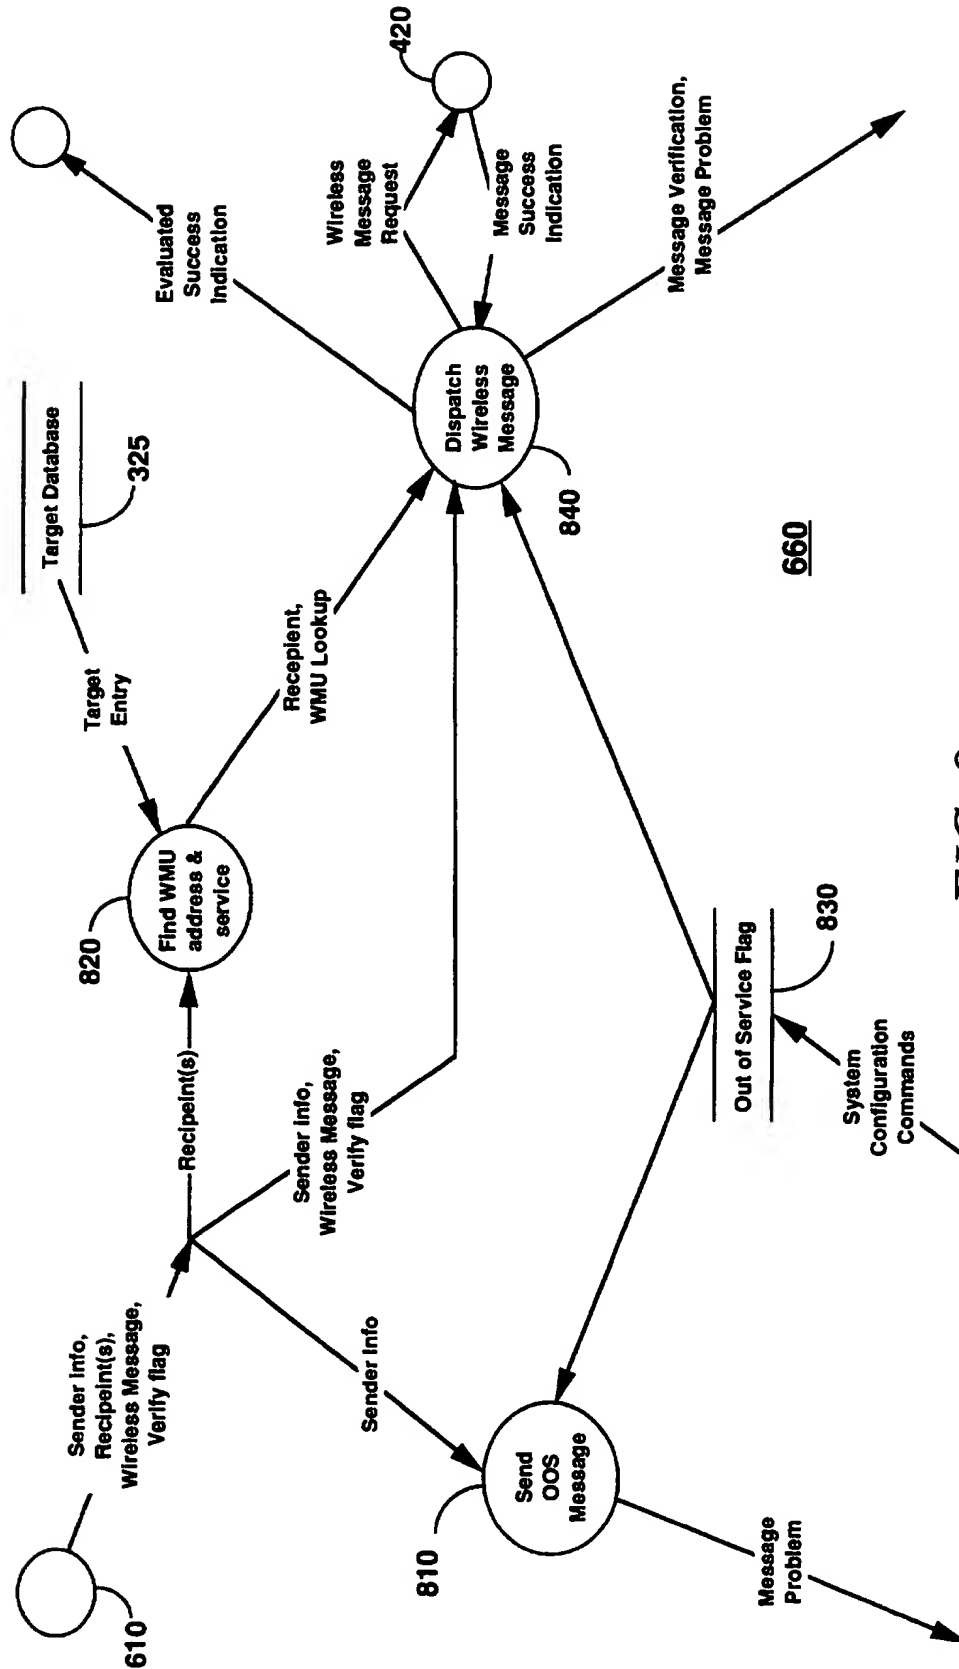 610
Sender info,
Recipeint(s),
Wireless Message,
Verify flag
Recipeint(s)
820
Find WMU
address &
service
Target
Entry
Target Database
325
Evaluated
Success
Indication
Recepient,
WMU Lookup
Wireless
Message
Request
420
Message
Success
Indication
Sender info,
Wireless Message,
Verify flag
Sender Info
810
Send
OOS
Message
Dispatch
Wireless
Message
840
Message Verification,
Message Problem
Message
Problem
Out of Service Flag
830
System
Configuration
Commands
660